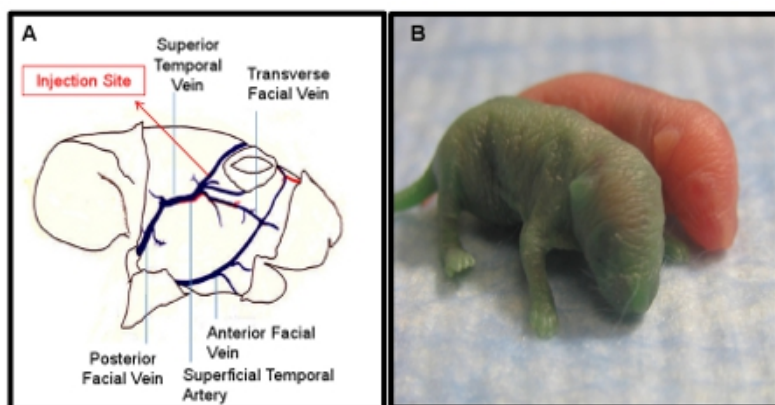 A
Superior
Temporal
Vein
Injection Site
Transverse
Facial Vein
Posterior
Facial Vein
Anterior Facial
Vein
Superficial Temporal
Artery
B